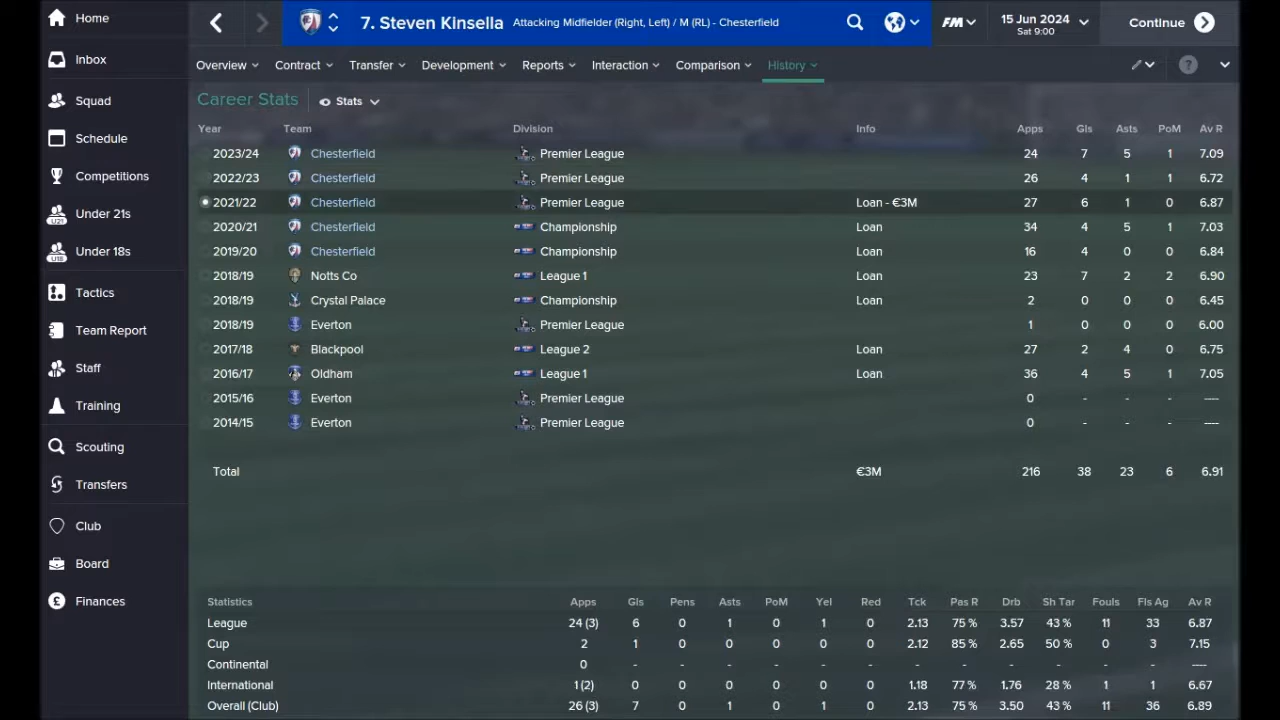 Home
7. Steven Kinsella Attacking Midfielder (Right, Left) / M (RL) - Chesterfield
FM
15 Jun 2024
Sat 9:00
Continue
Inbox
Overview Contract Transfer Development Reports Interaction Comparison History ?
Squad
Career Stats Stats
Year Team Division Info Apps Gls Asts PoM Av R
Schedule
2023/24 Chesterfield Premier League 24 7 5 1 7.09
Competitions
2022/23 Chesterfield Premier League 26 4 1 1 6.72
2021/22 Chesterfield Premier League Loan - €3M 27 6 1 0 6.87
U21 Under 21s
2020/21 Chesterfield Championship Loan 34 4 5 1 7.03
U18 Under 18s
2019/20 Chesterfield Championship Loan 16 4 0 0 6.84
2018/19 Notts Co League 1 Loan 23 7 2 2 6.90
Tactics
2018/19 Crystal Palace Championship Loan 2 0 0 0 6.45
Team Report
2018/19 Everton Premier League 1 0 0 0 6.00
2017/18 Blackpool League 2 Loan 27 2 4 0 6.75
Staff
2016/17 Oldham League 1 Loan 36 4 5 1 7.05
Training
2015/16 Everton Premier League 0 - - - ----
2014/15 Everton Premier League 0 - - - ----
Scouting
Total €3M 216 38 23 6 6.91
Transfers
Club
Board
£ Finances
Statistics Apps Gls Pens Asts PoM Yel Red Tck Pas R Drb Sh Tar Fouls Fls Ag Av R
League 24 (3) 6 0 1 0 1 0 2.13 75 % 3.57 43 % 11 33 6.87
Cup 2 1 0 0 0 0 0 2.12 85 % 2.65 50 % 0 3 7.15
Continental 0 - - - - - - - - - - - - ----
International 1 (2) 0 0 0 0 0 0 1.18 77 % 1.76 28 % 1 1 6.67
Overall (Club) 26 (3) 7 0 1 0 1 0 2.13 75 % 3.50 43 % 11 36 6.89